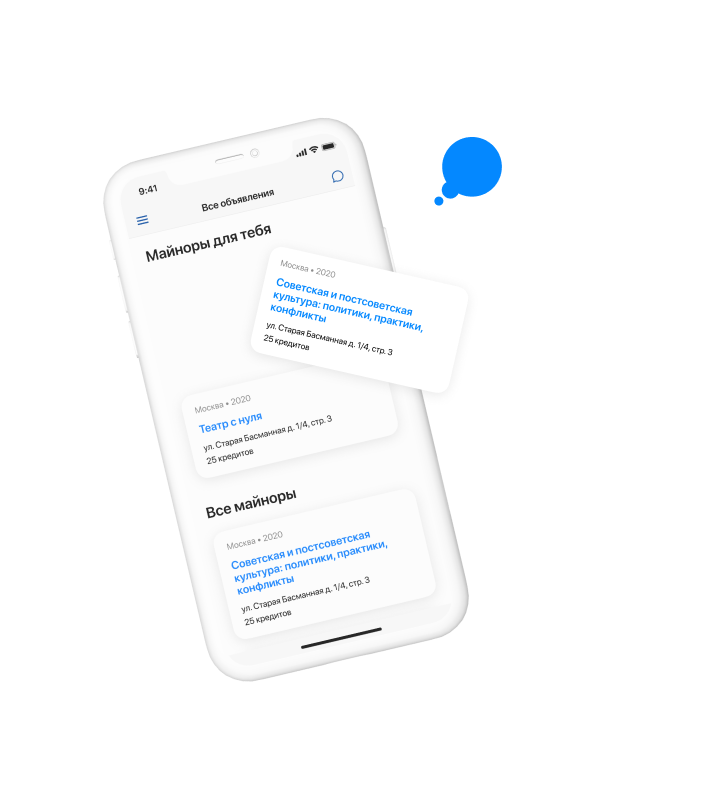 9:41
Все объявления
Майноры для тебя
Москва • 2020
Советская и постсоветская
культура: политики, практики,
конфликты
ул. Старая Басманная д. 1/4, стр. 3
25 кредитов
Москва • 2020
Театр с нуля
ул. Старая Басманная д. 1/4, стр. 3
25 кредитов
Все майноры
Москва • 2020
Советская и постсоветская
культура: политики, практики,
конфликты
ул. Старая Басманная д. 1/4, стр. 3
25 кредитов